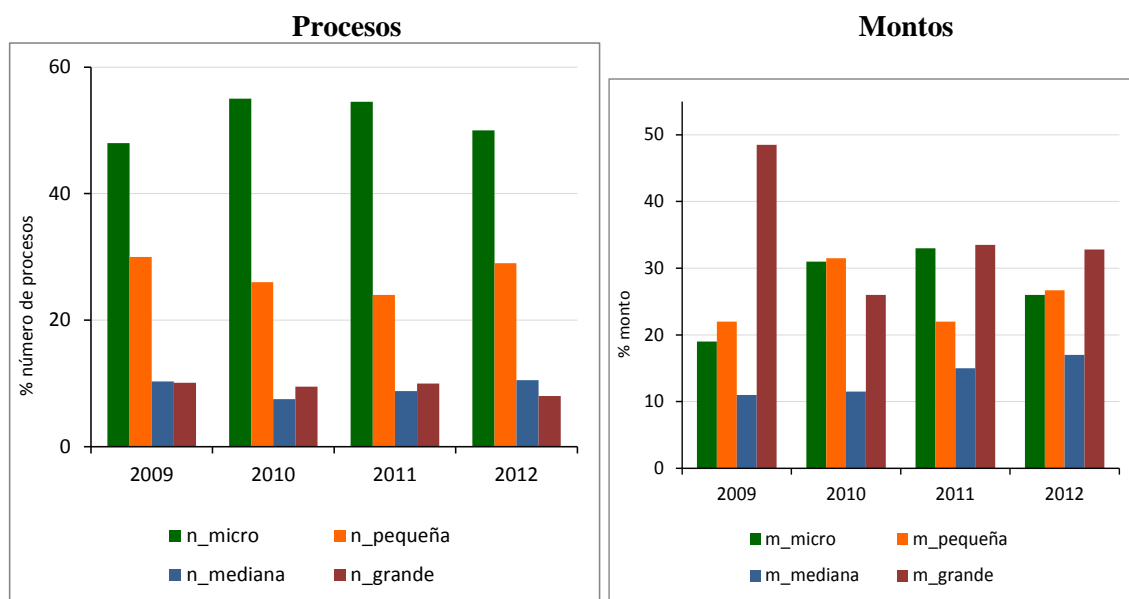 Procesos
60
40
20
0
% número de procesos
2009 2010 2011 2012
n_micro n_pequeña
n_mediana n_grande
Montos
50
40
30
20
10
0
% monto
2009 2010 2011 2012
m_micro m_pequeña
m_mediana m_grande